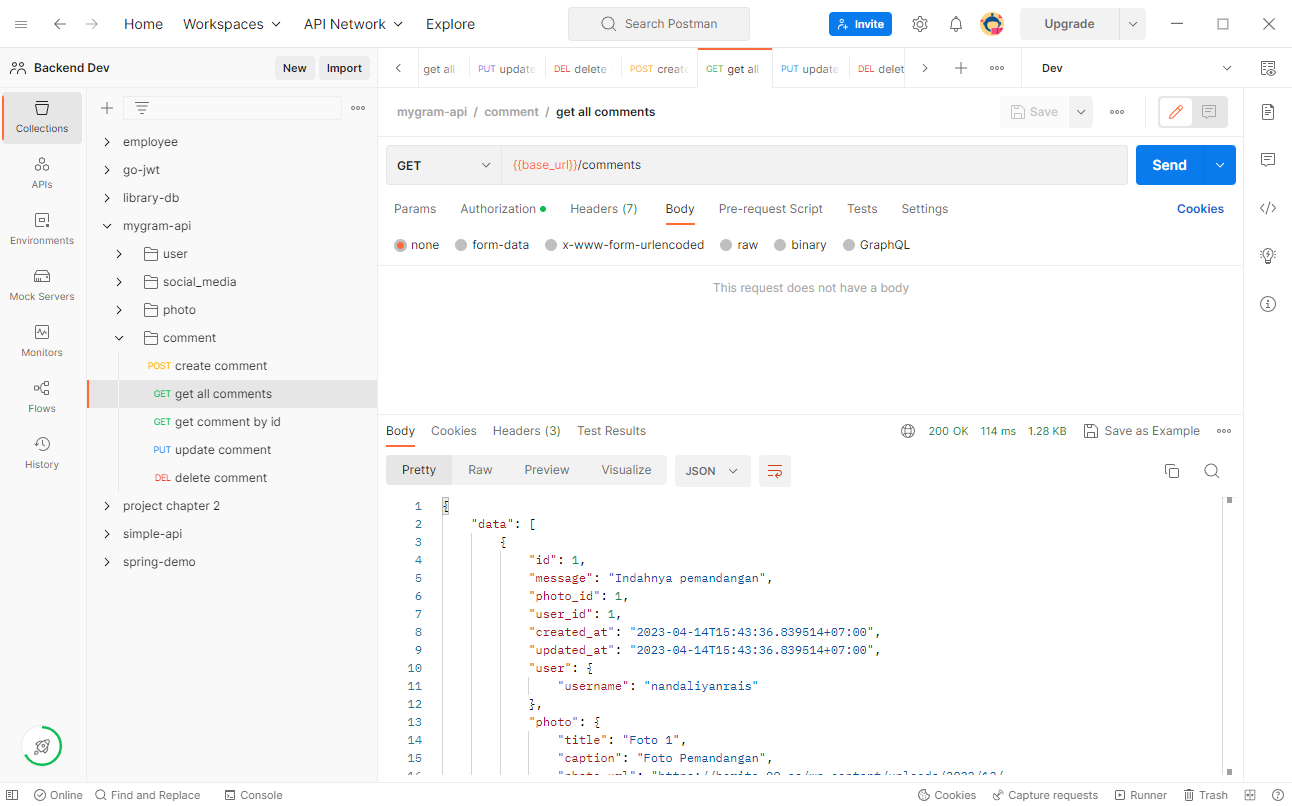 Home Workspaces API Network Explore Search Postman Invite Upgrade
Backend Dev New Import
get all PUT update DEL delete POST create GET get all PUT update DEL delet Dev
Collections
APIs
Environments
Mock Servers
Monitors
Flows
History
employee
go-jwt
library-db
mygram-api
user
social_media
photo
comment
POST create comment
GET get all comments
GET get comment by id
PUT update comment
DEL delete comment
project chapter 2
simple-api
spring-demo
mygram-api / comment / get all comments Save
GET {{base_url}}/comments Send
Params Authorization Headers (7) Body Pre-request Script Tests Settings Cookies
none form-data x-www-form-urlencoded raw binary GraphQL
This request does not have a body
Body Cookies Headers (3) Test Results 200 OK 114 ms 1.28 KB Save as Example
Pretty Raw Preview Visualize JSON
1 {
2 "data": [
3 {
4 "id": 1,
5 "message": "Indahnya pemandangan",
6 "photo_id": 1,
7 "user_id": 1,
8 "created_at": "2023-04-14T15:43:36.839514+07:00",
9 "updated_at": "2023-04-14T15:43:36.839514+07:00",
10 "user": {
11 "username": "nandaliyanrais"
12 },
13 "photo": {
14 "title": "Foto 1",
15 "caption": "Foto Pemandangan",
Online Find and Replace Console Cookies Capture requests Runner Trash